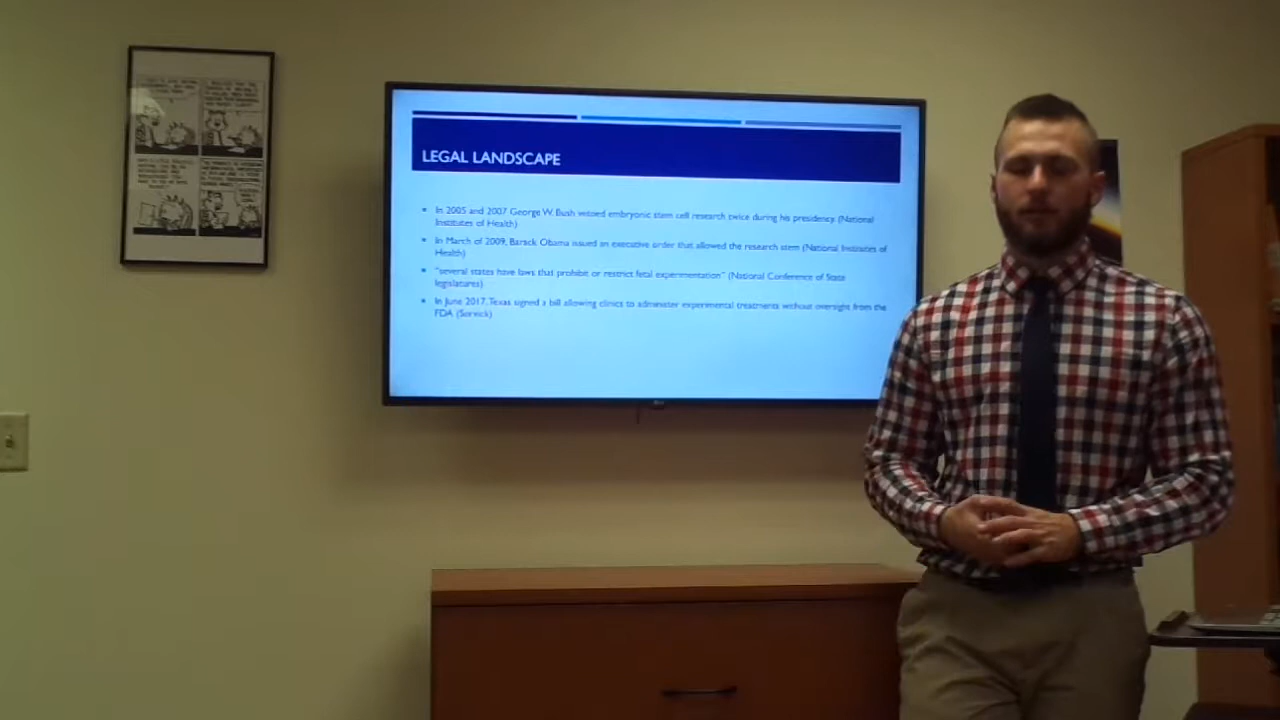 LEGAL LANDSCAPE
In 2005 and 2007 George W. Bush vetoed embryonic stem cell research twice during his presidency. (National
Institutes of Health)
In March of 2009, Barack Obama issued an executive order that allowed the research stem (National Institutes of
Health)
"several states have laws that prohibit or restrict fetal experimentation" (National Conference of State
legislatures)
In June 2017, Texas signed a bill allowing clinics to administer experimental treatments without oversight from the
FDA (Servick)